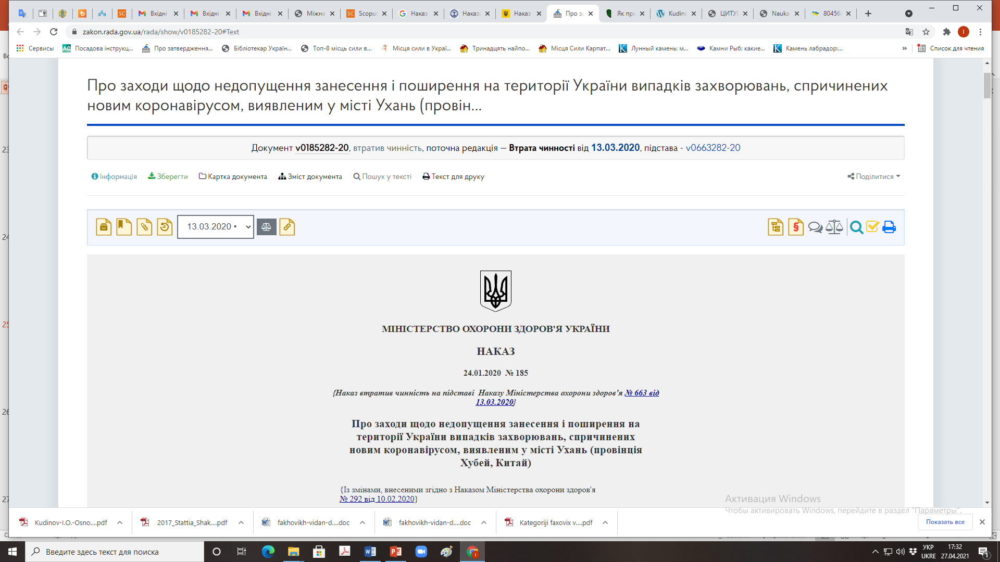 Вхідні
Вхідні
Вхідні
Міжна
Scopus
Наказ
Наказ
Наказ
Про за
Як пра
Kudino
ЦИТУВ
Nauka
80456
zakon.rada.gov.ua/rada/show/v0185282-20#Text
Сервисы
Посадова інструкц...
Про затвердження...
Бібліотекар Україн...
Топ-8 місць сили в...
Місця сили в Украї...
Тринадцять найпо...
Місця Сили Карпат...
Лунный камень: м...
Камни Рыб: какие...
Камень лабрадор:...
»
Список для чтения
Про заходи щодо недопущення занесення і поширення на території України випадків захворювань, спричинених
новим коронавірусом, виявленим у місті Ухань (провін...
Документ v0185282-20, втратив чинність, поточна редакція — Втрата чинності від 13.03.2020, підстава - v0663282-20
Інформація
Зберегти
Картка документа
Зміст документа
Пошук у тексті
Текст для друку
Поділитися
13.03.2020 •
МІНІСТЕРСТВО ОХОРОНИ ЗДОРОВ'Я УКРАЇНИ
НАКАЗ
24.01.2020 № 185
{Наказ втратив чинність на підставі Наказу Міністерства охорони здоров'я № 663 від
13.03.2020}
Про заходи щодо недопущення занесення і поширення на
території України випадків захворювань, спричинених
новим коронавірусом, виявленим у місті Ухань (провінція
Хубей, Китай)
{Із змінами, внесеними згідно з Наказом Міністерства охорони здоров'я
№ 292 від 10.02.2020}
Активация Windows
Чтобы активировать Windows, перейдите в раздел "Параметры".
23
24
25
26
27
Kudinov-I.O.-Osno....pdf
2017_Stattia_Shak....pdf
fakhovikh-vidan-d....doc
fakhovikh-vidan-d....doc
Kategoriji faxovix v....pdf
Показать все
Введите здесь текст для поиска
УКР
UKRE
17:32
27.04.2021
1